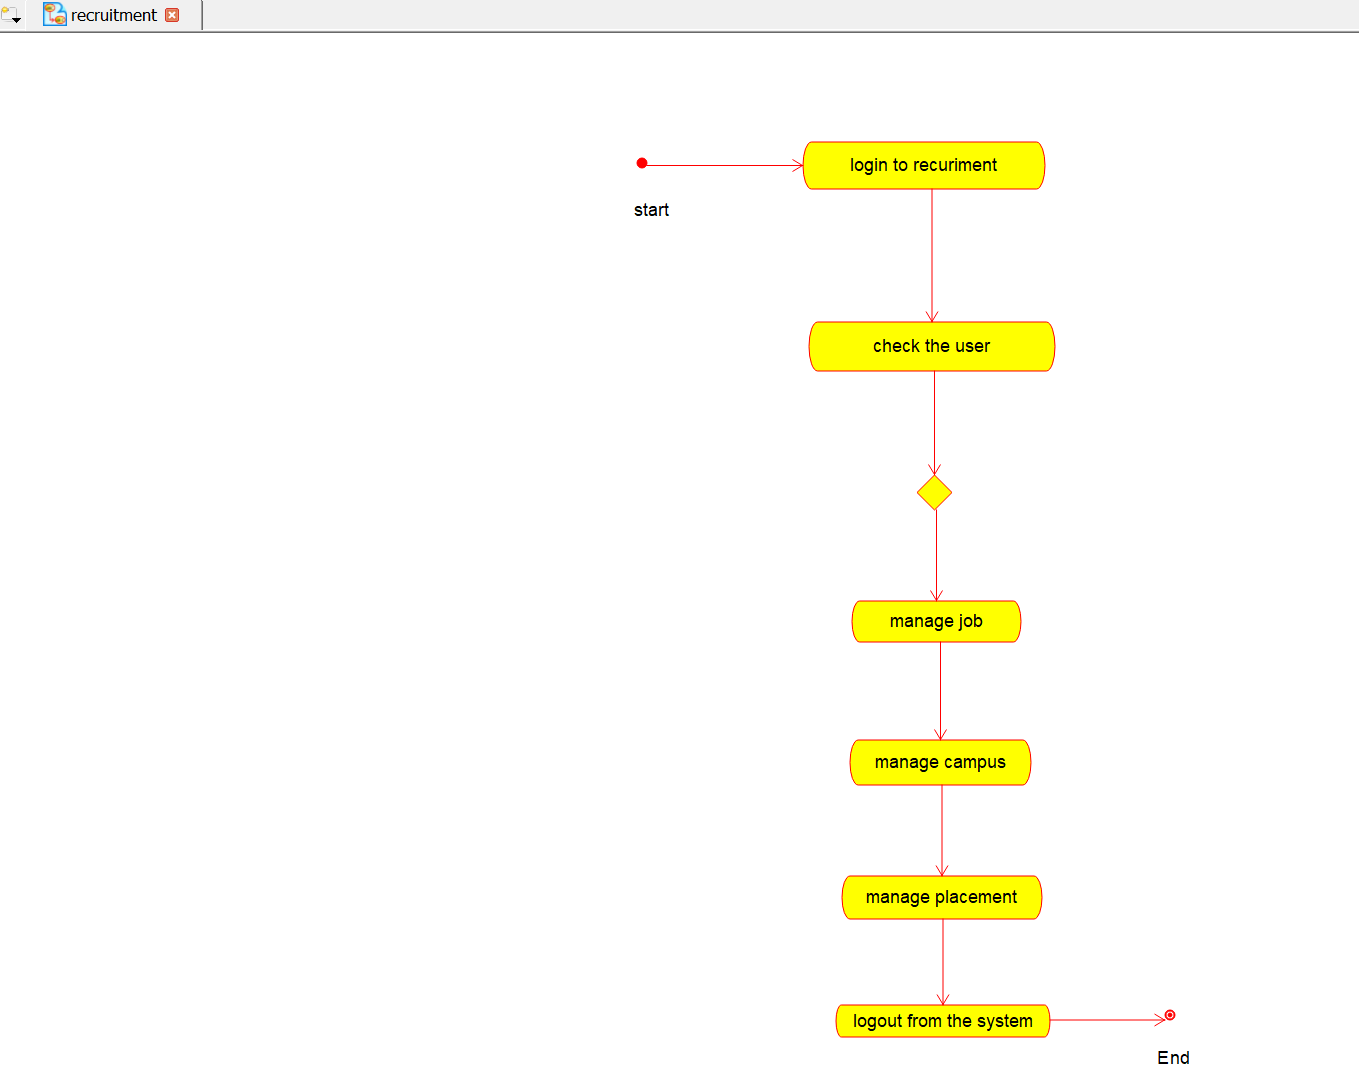 recruitment
login to recuriment
start
check the user
manage job
manage campus
manage placement
logout from the system
End